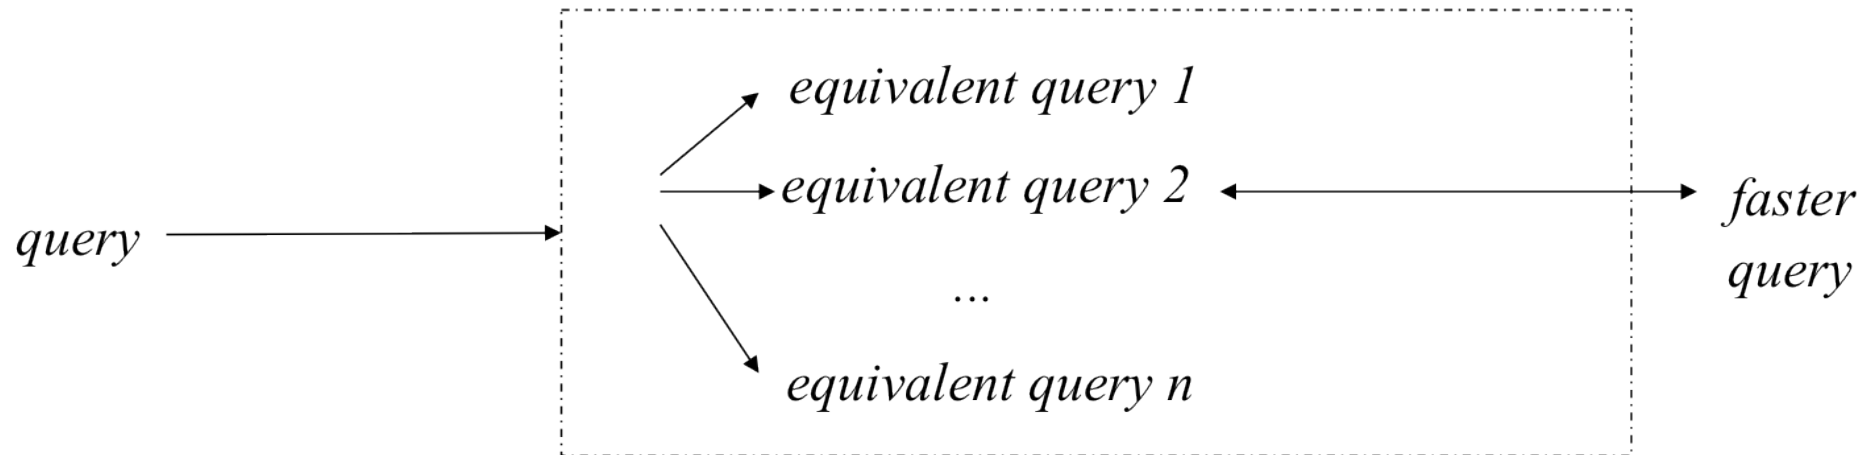 equivalent query 1
equivalent query 2
faster
query
query
...
equivalent query n